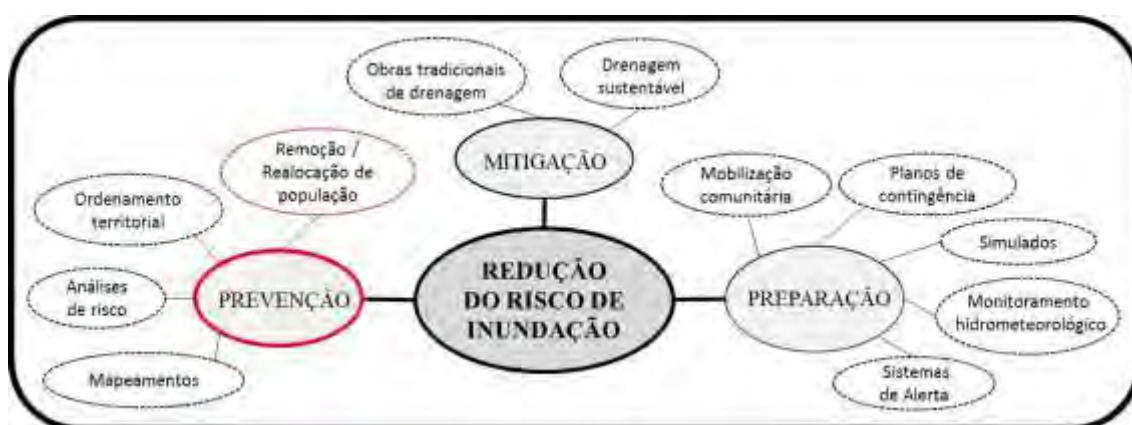 Obras tradicionais
de drenagem
Drenagem
sustentável
MITIGAÇÃO
Remoção /
Realocação de
população
Ordenamento
territorial
Análises
de risco
Mapeamentos
PREVENÇÃO
REDUÇÃO
DO RISCO DE
INUNDAÇÃO
Mobilização
comunitária
Planos de
contingência
Simulados
PREPARAÇÃO
Monitoramento
hidrometeorológico
Sistemas
de Alerta